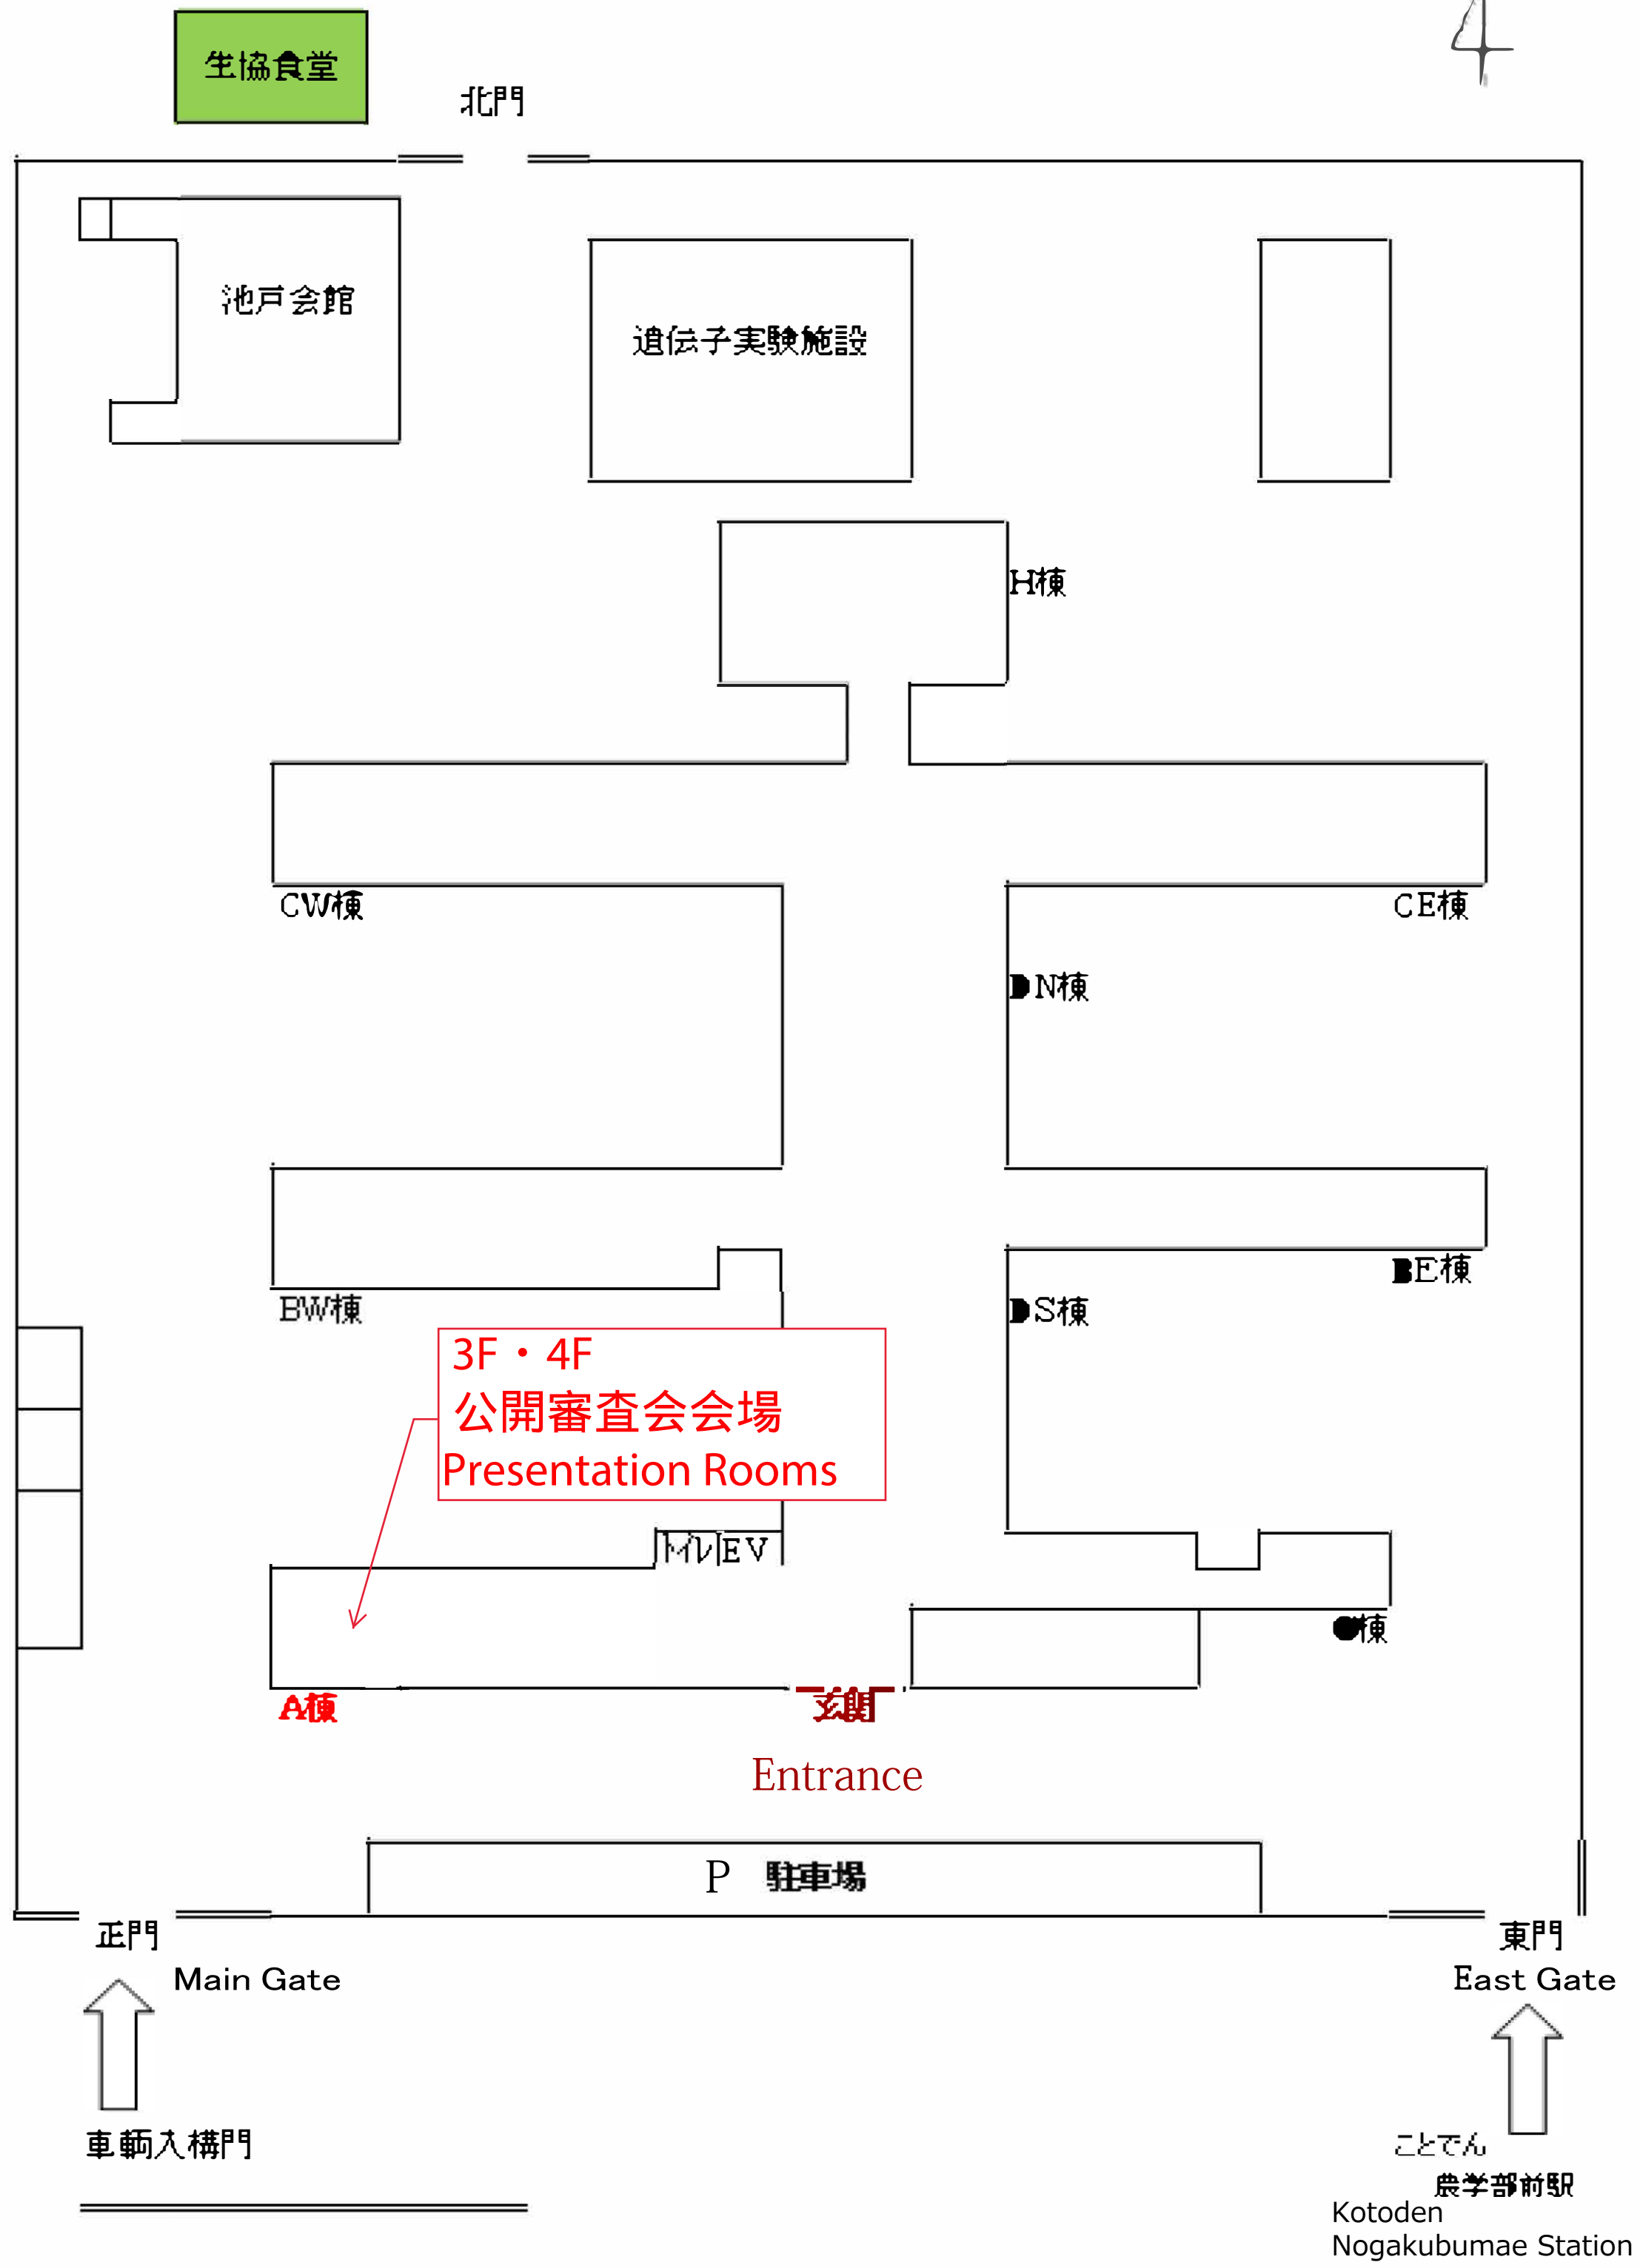 生協食堂
北門
池戸会館
遺伝子実験施設
H棟
CW棟
CE棟
DN棟
BE棟
BW棟
DS棟
3F・4F
公開審査会会場
Presentation Rooms
トイレ
EV
棟
A棟
玄関
Entrance
P 駐車場
正門
東門
Main Gate
East Gate
車輌入構門
ことでん
農学部前駅
Kotoden
Nogakubumae Station